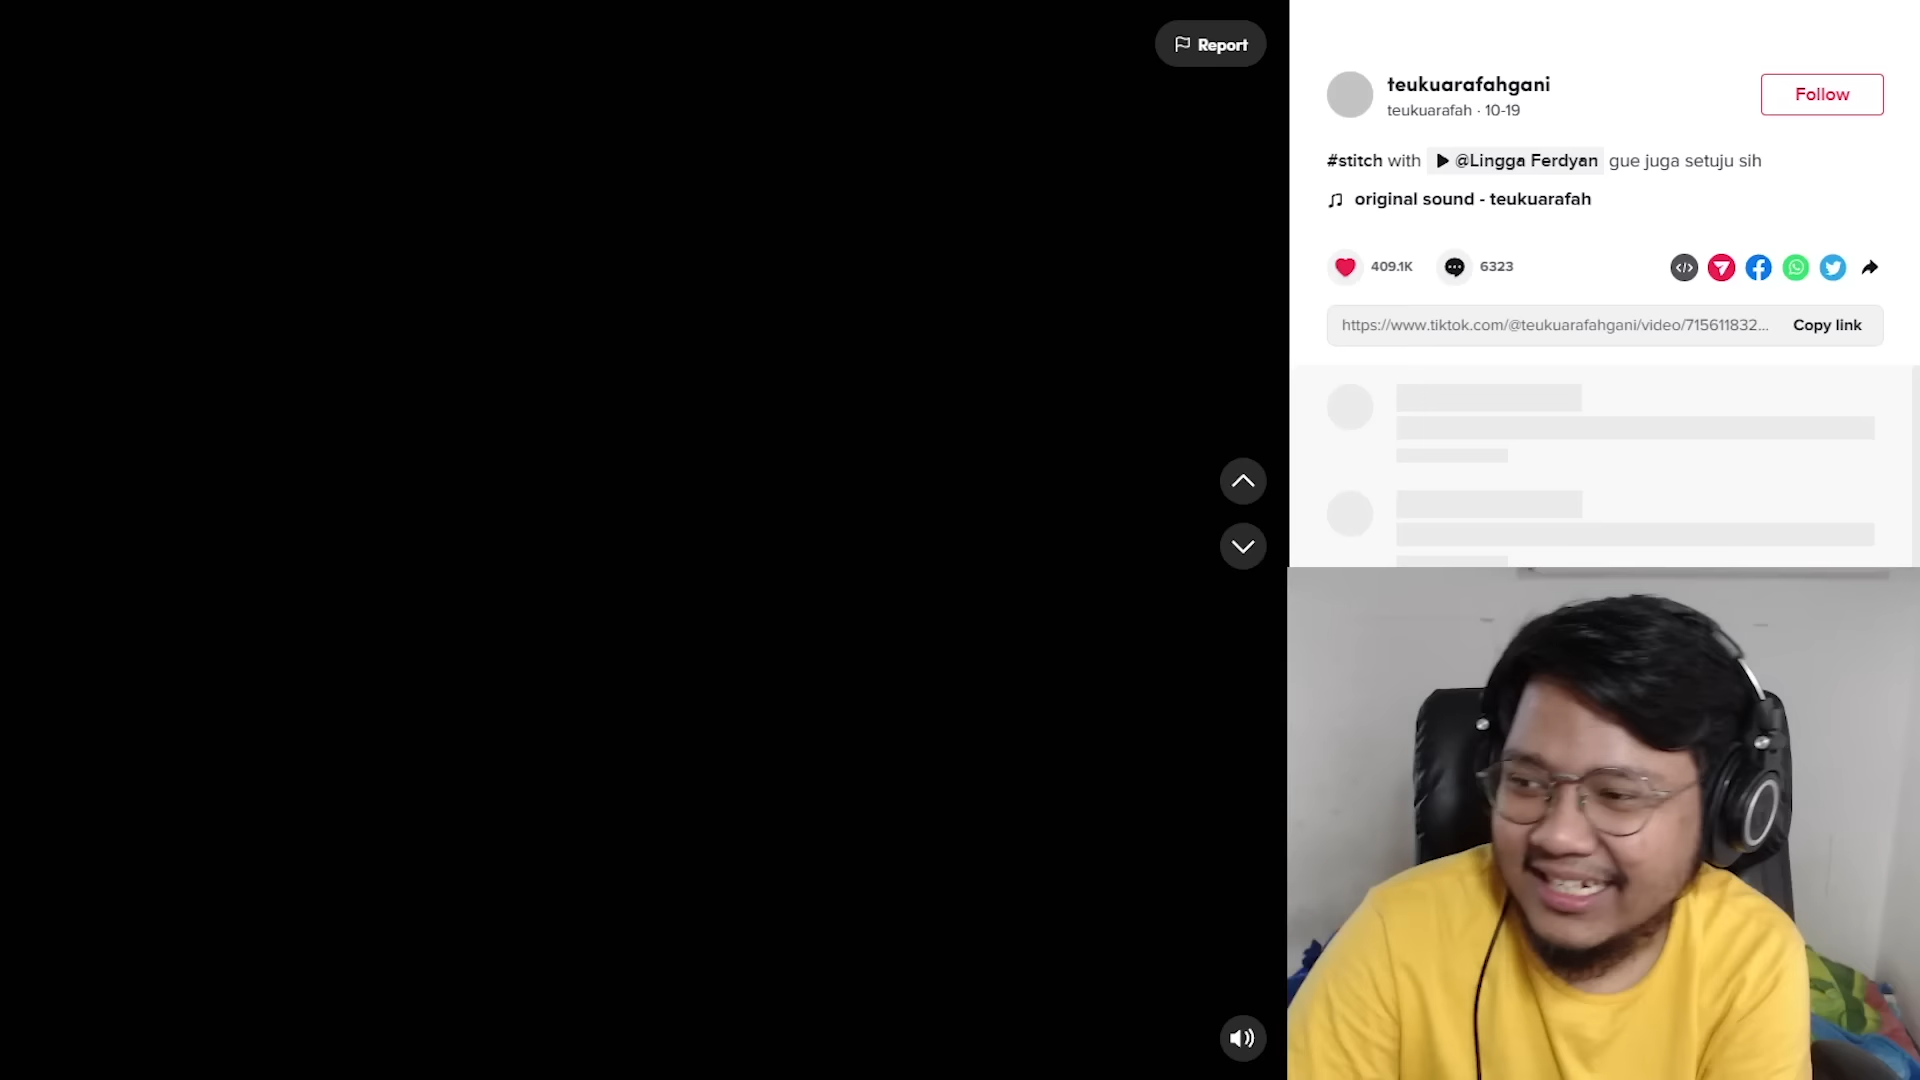 Report
teukuarafahgani
teukuarafah · 10-19
Follow
#stitch with @Lingga Ferdyan gue juga setuju sih
original sound - teukuarafah
409.1K
6323
https://www.tiktok.com/@teukuarafahgani/video/715611832...
Copy link